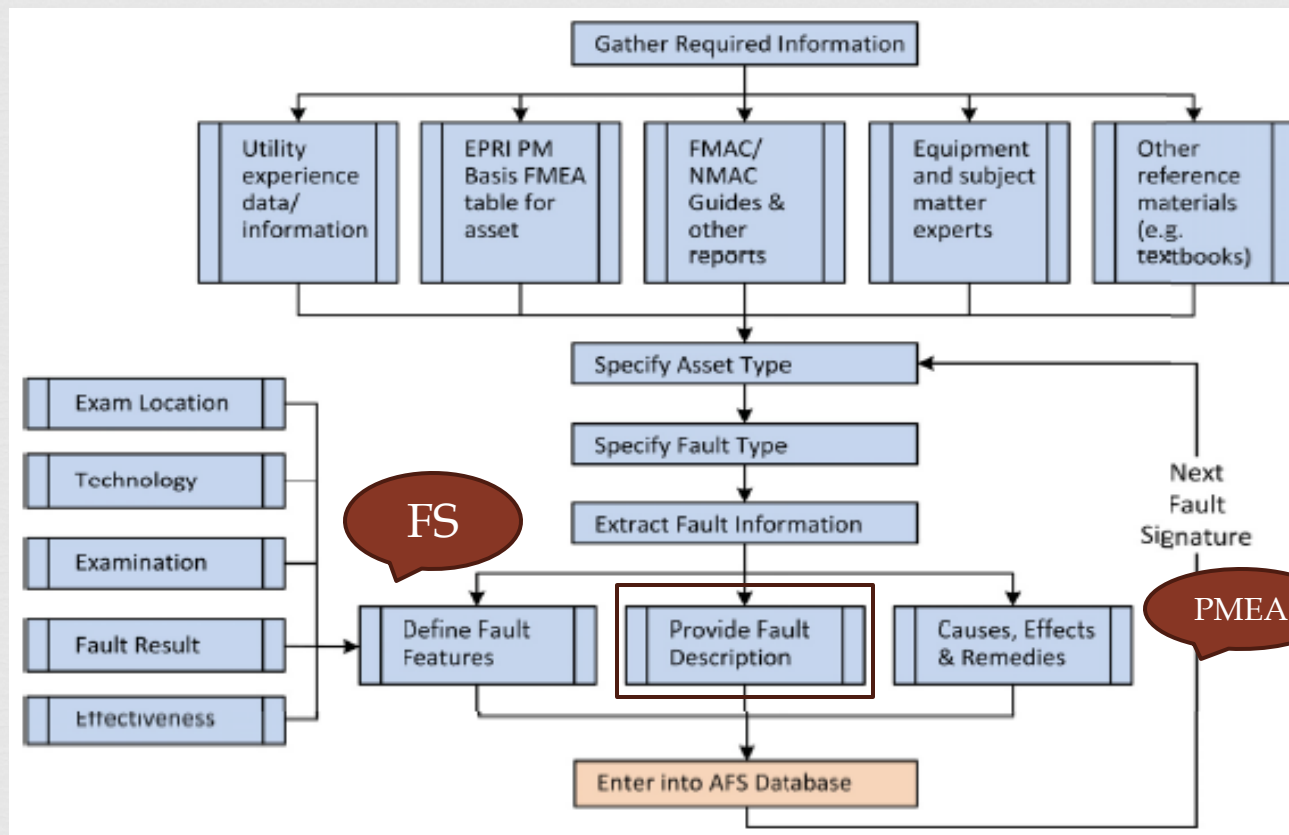 Gather Required Information
Utility
experience
data/
information
EPRI PM
Basis FMEA
table for
asset
FMAC/
NMAC
Guides &
other
reports
Equipment
and subject
matter
experts
Other
reference
materials
(e.g.
textbooks)
Specify Asset Type
Exam Location
Specify Fault Type
Technology
Next
Fault
Signature
FS
Extract Fault Information
Examination
PMEA
Define Fault
Features
Provide Fault
Description
Causes, Effects
& Remedies
Fault Result
Effectiveness
Enter into AFS Database